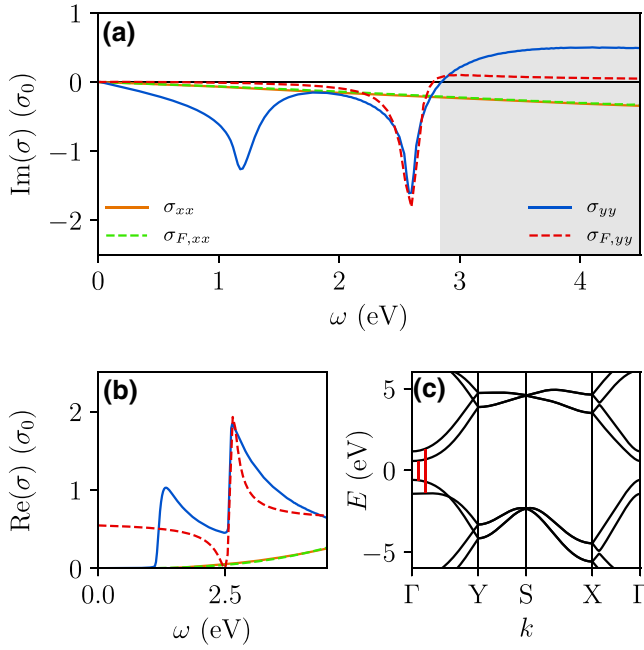 (a)
1
0
−1
−2
Im(σ) (σ0)
σxx
σF,xx
σyy
σF,yy
0 1 2 3 4
ω (eV)
(b)
2
1
0
Re(σ) (σ0)
0.0 2.5
ω (eV)
(c)
5
0
−5
E (eV)
Γ Y S X Γ
k